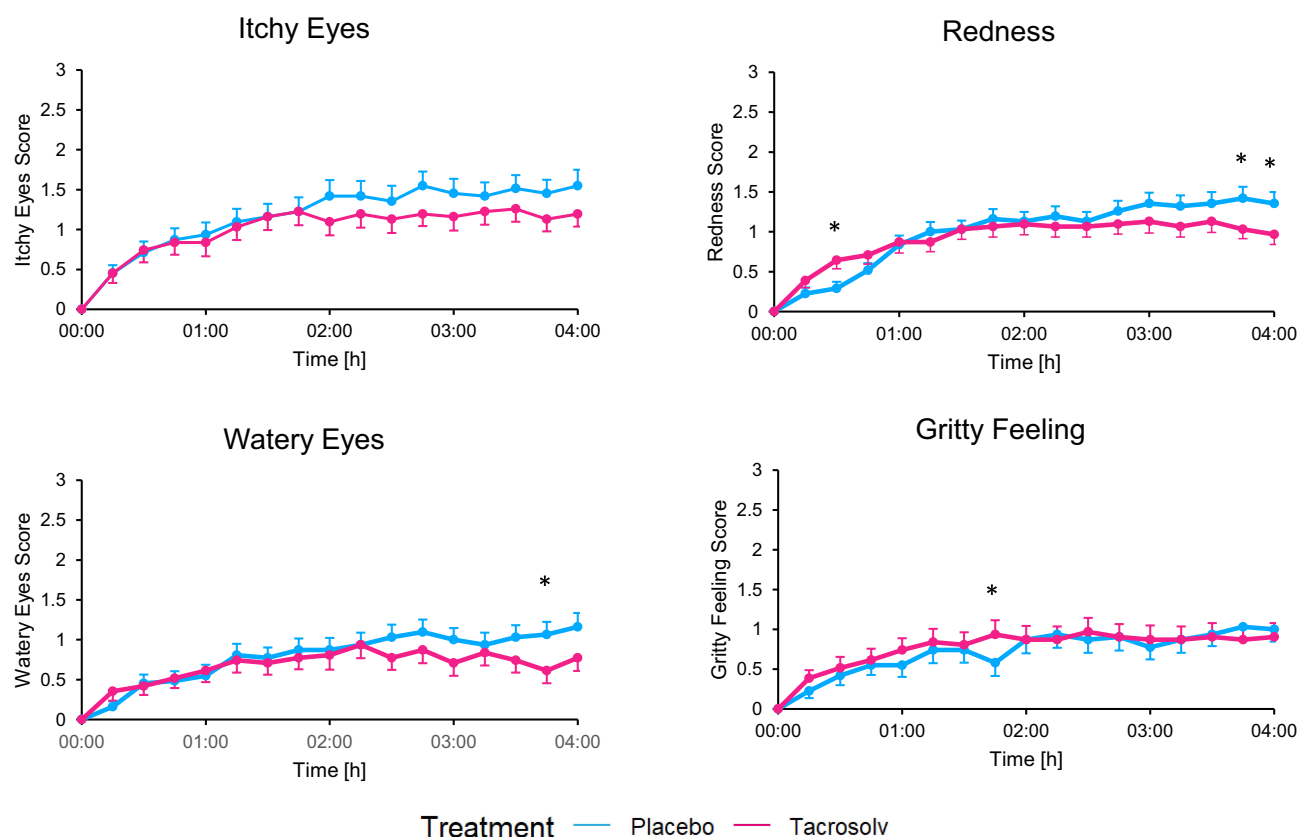 Itchy Eyes
3
2.5
2
1.5
1
0.5
0
Itchy Eyes Score
00:00 01:00 02:00 03:00 04:00
Time [h]
Redness
3
2.5
2
1.5
1
0.5
0
Redness Score
* * *
00:00 01:00 02:00 03:00 04:00
Time [h]
Watery Eyes
3
2.5
2
1.5
1
0.5
0
Watery Eyes Score
*
00:00 01:00 02:00 03:00 04:00
Time [h]
Gritty Feeling
3
2.5
2
1.5
1
0.5
0
Gritty Feeling Score
*
00:00 01:00 02:00 03:00 04:00
Time [h]
Treatment Placebo Tacrosolv